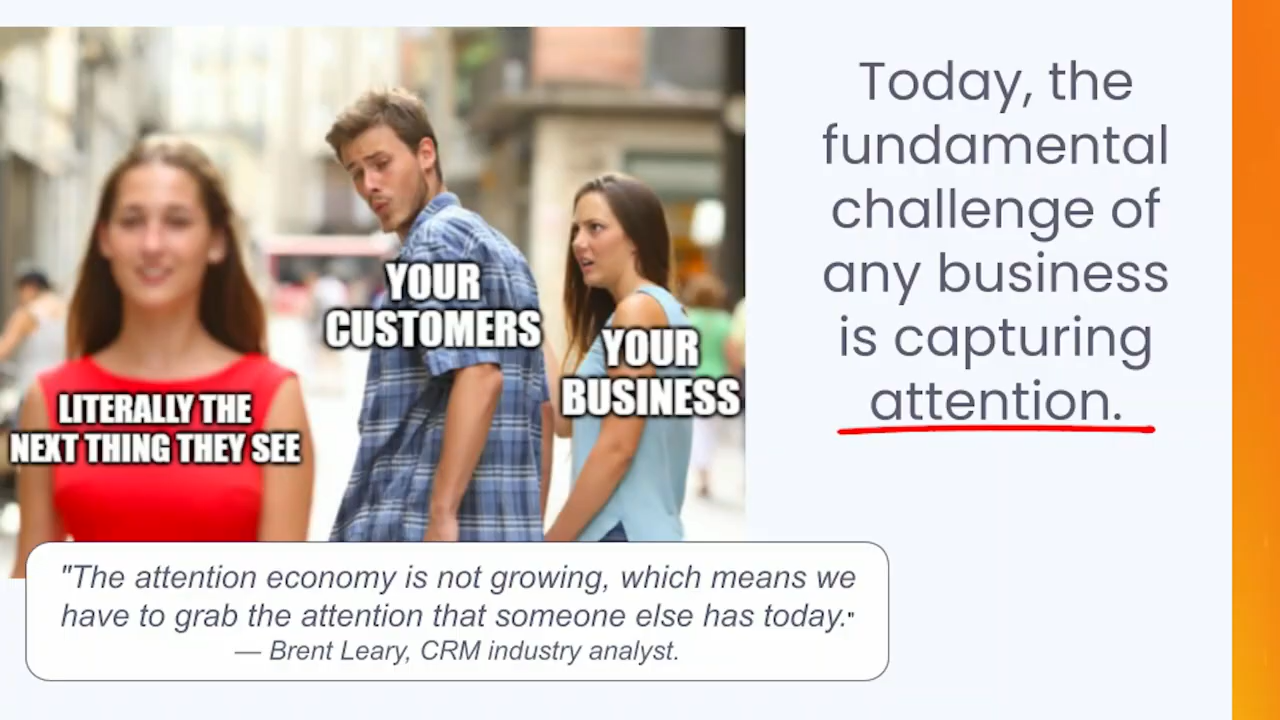 Today, the
fundamental
challenge of
any business
is capturing
attention.
YOUR
CUSTOMERS
YOUR
BUSINESS
LITERALLY THE
NEXT THING THEY SEE
"The attention economy is not growing, which means we
have to grab the attention that someone else has today."
— Brent Leary, CRM industry analyst.